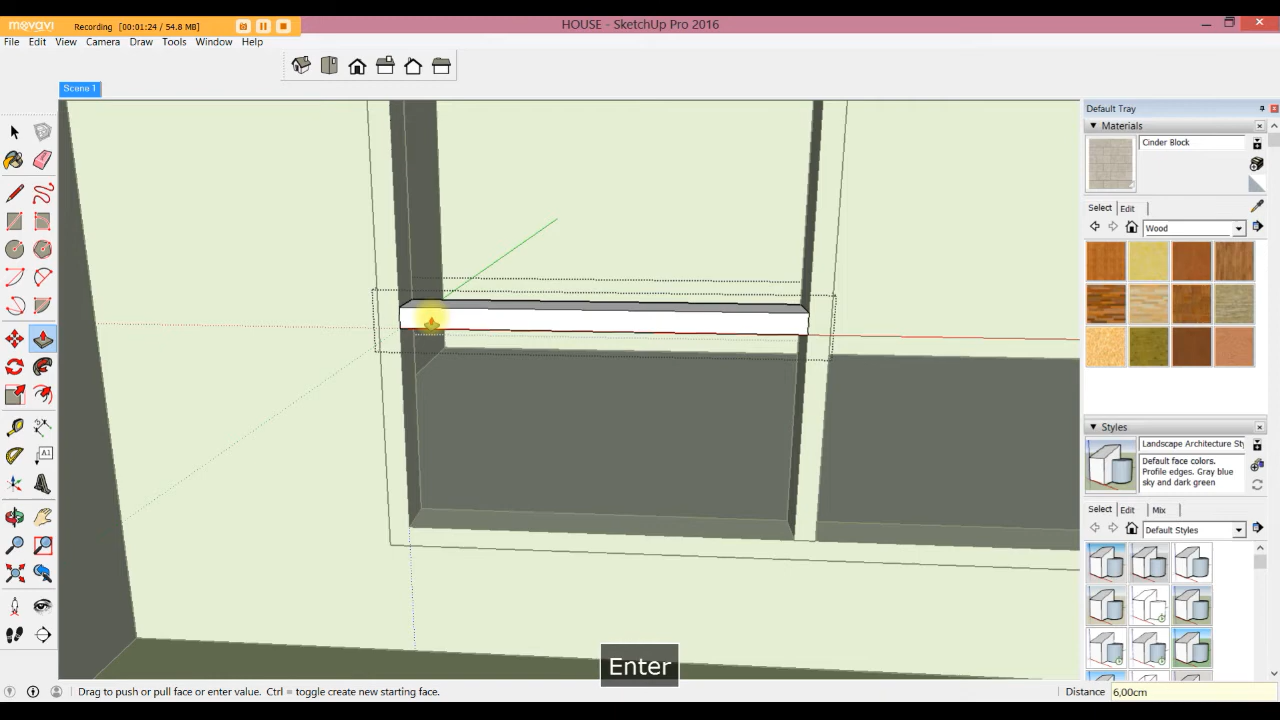 movavi
Recording [00:01:24 / 54.8 MB]
HOUSE - SketchUp Pro 2016
File Edit View Camera Draw Tools Window Help
Scene 1
Default Tray
Materials
Cinder Block
Select Edit
Wood
Styles
Landscape Architecture Sty
Default face colors.
Profile edges. Gray blue
sky and dark green
Select Edit Mix
Default Styles
A1
Enter
Drag to push or pull face or enter value. Ctrl = toggle create new starting face.
Distance 6,00cm